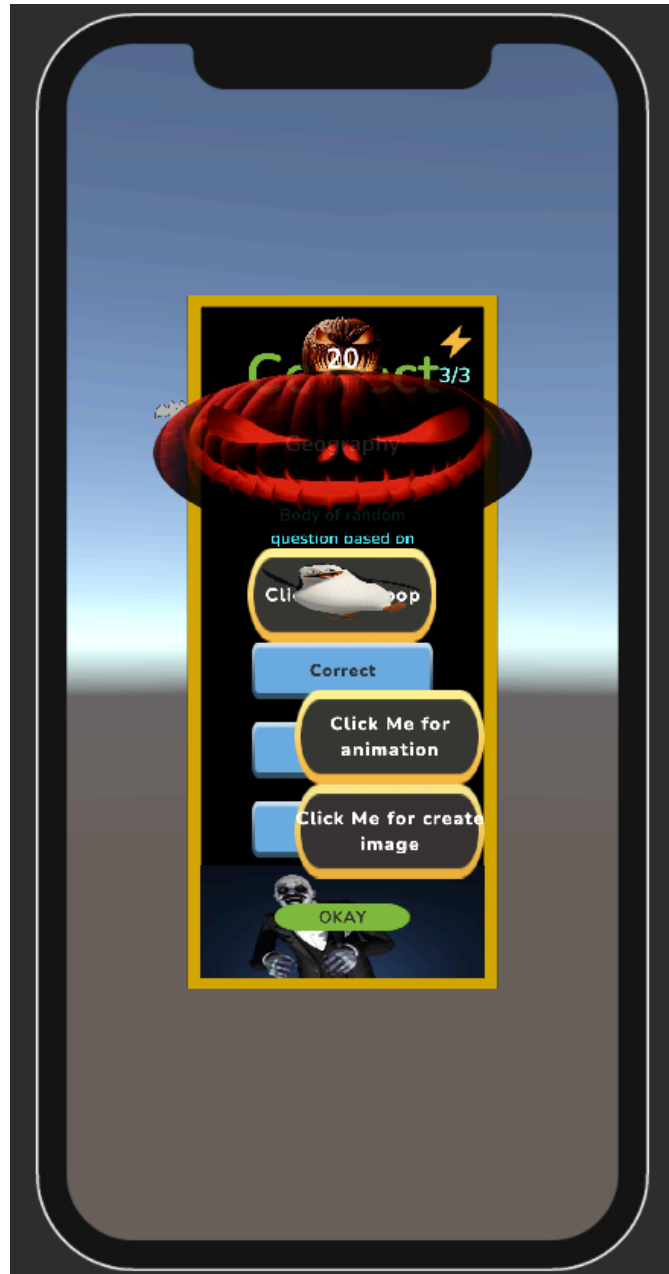 20
3/3
Geography
Body of random
question based on
Correct
Click Me for
animation
Click Me for create
image
OKAY